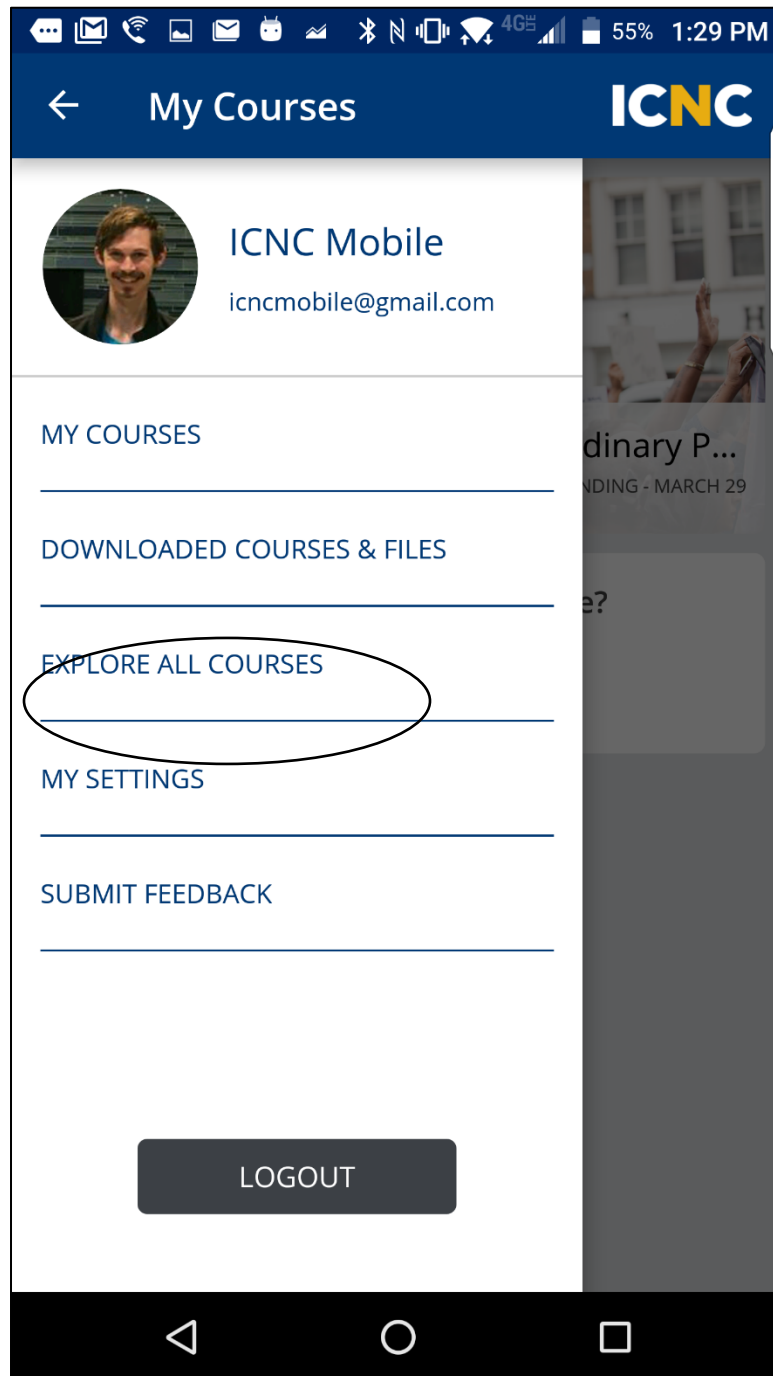 4G LTE 55% 1:29 PM
My Courses ICNC
ICNC Mobile
icncmobile@gmail.com
H
MY COURSES
dinary P...
NDING - MARCH 29
DOWNLOADED COURSES & FILES
e?
EXPLORE ALL COURSES
MY SETTINGS
SUBMIT FEEDBACK
LOGOUT